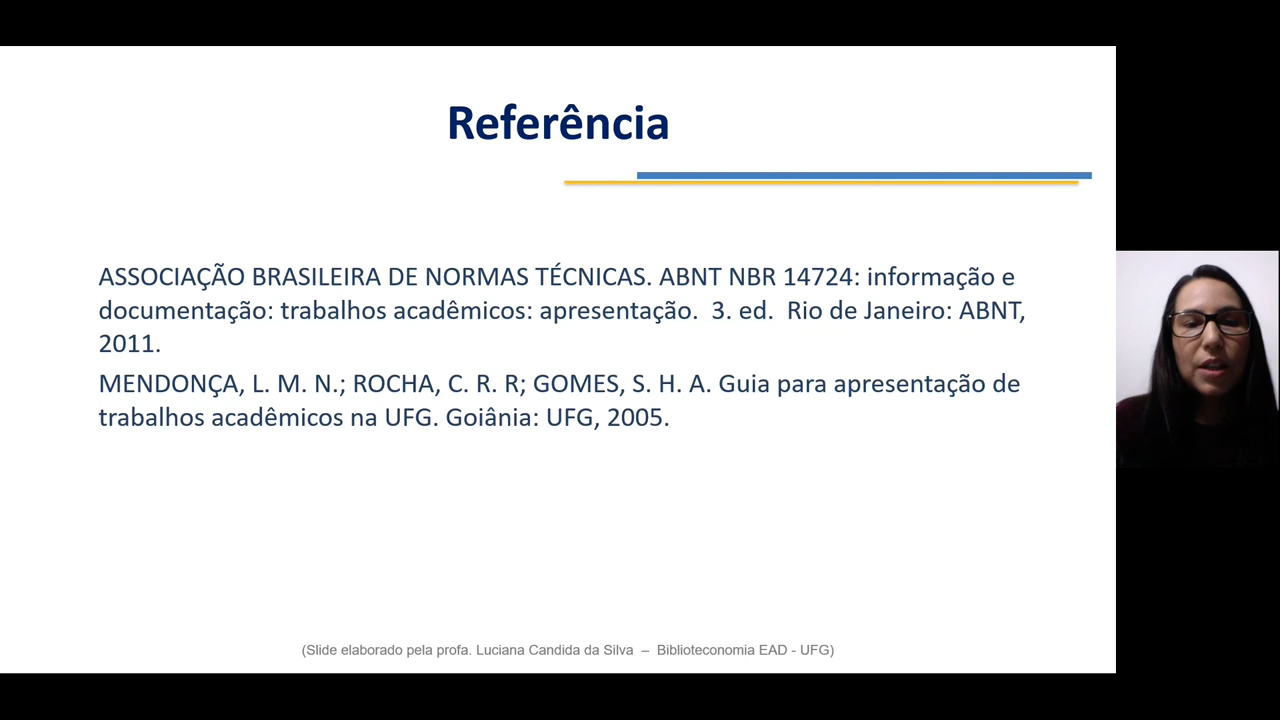 Referência
ASSOCIAÇÃO BRASILEIRA DE NORMAS TÉCNICAS. ABNT NBR 14724: informação e
documentação: trabalhos acadêmicos: apresentação.  3. ed.  Rio de Janeiro: ABNT,
2011.
MENDONÇA, L. M. N.; ROCHA, C. R. R; GOMES, S. H. A. Guia para apresentação de
trabalhos acadêmicos na UFG. Goiânia: UFG, 2005.
(Slide elaborado pela profa. Luciana Candida da Silva  –  Biblioteconomia EAD - UFG)